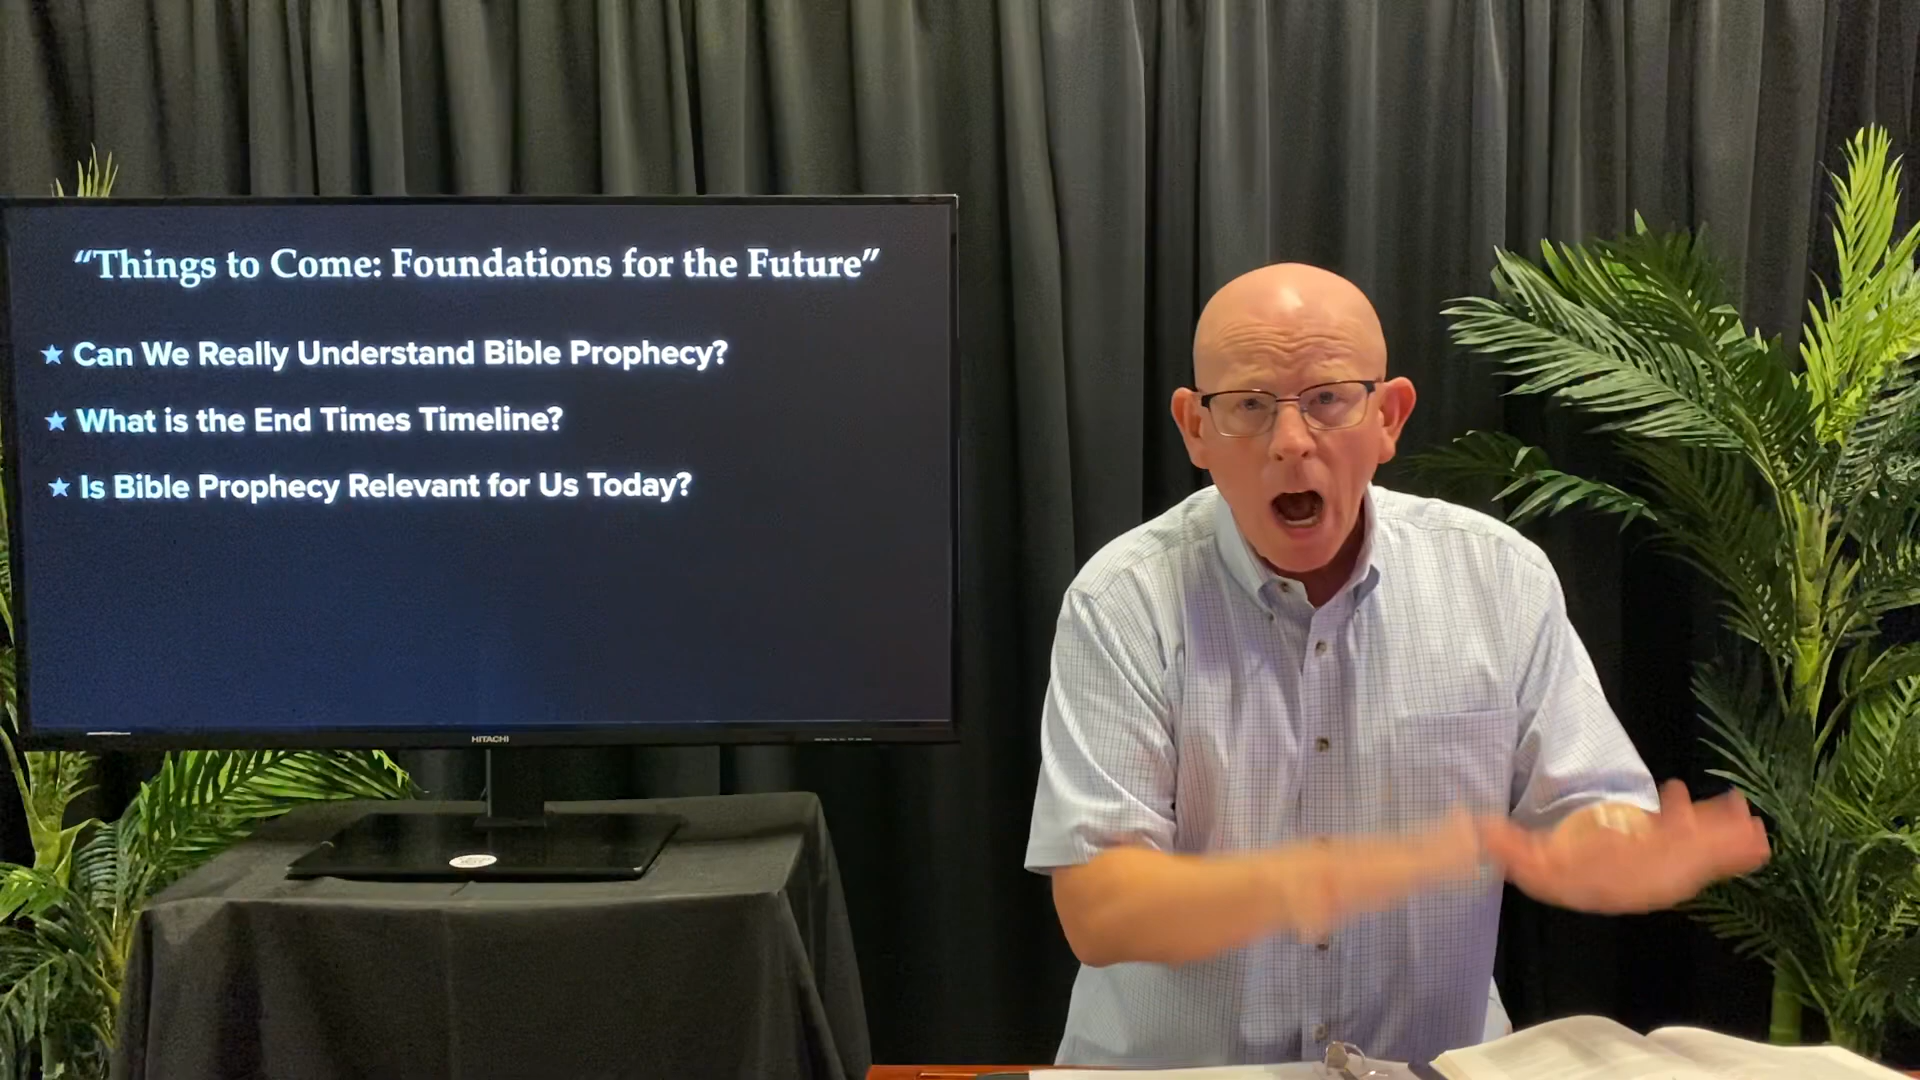 “Things to Come: Foundations for the Future”
★ Can We Really Understand Bible Prophecy?
★ What is the End Times Timeline?
★ Is Bible Prophecy Relevant for Us Today?
HITACHI